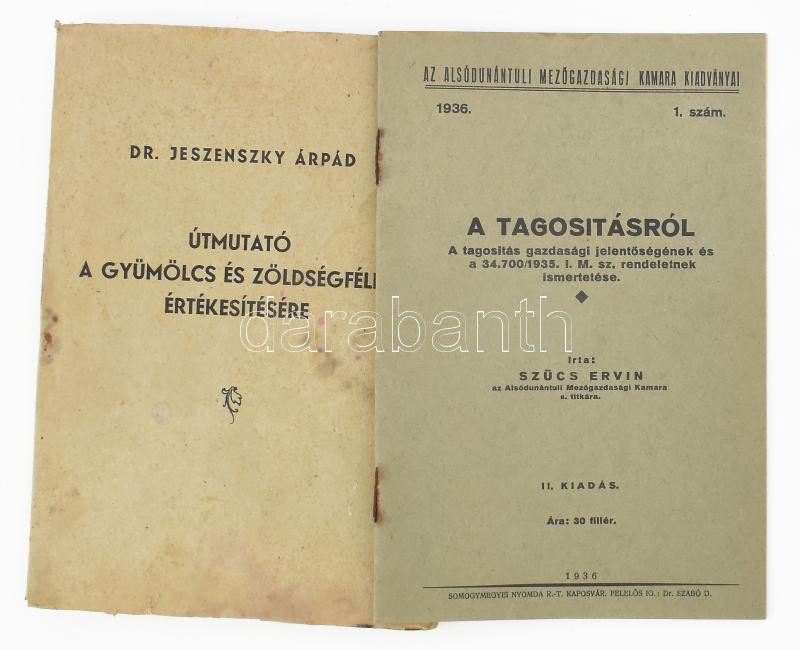 DR. JESZENSZKY ÁRPÁD
ÚTMUTATÓ
A GYÜMÖLCS ÉS ZÖLDSÉGFÉL
ÉRTÉKESÍTÉSÉRE
AZ ALSÓDUNÁNTULI MEZŐGAZDASÁGI KAMARA KIADVÁNYAI
1936.
1. szám.
A TAGOSITÁSRÓL
A tagositás gazdasági jelentőségének és
a 34.700/1935. I. M. sz. rendeletnek
ismertetése.
Irta:
SZÜCS ERVIN
az Alsódunántuli Mezőgazdasági Kamara
s. titkára.
II. KIADÁS.
Ára: 30 fillér.
1936
SOMOGYMEGYEI NYOMDA R.-T. KAPOSVÁR. FELELŐS IG.: Dr. SZABÓ D.
darabanth